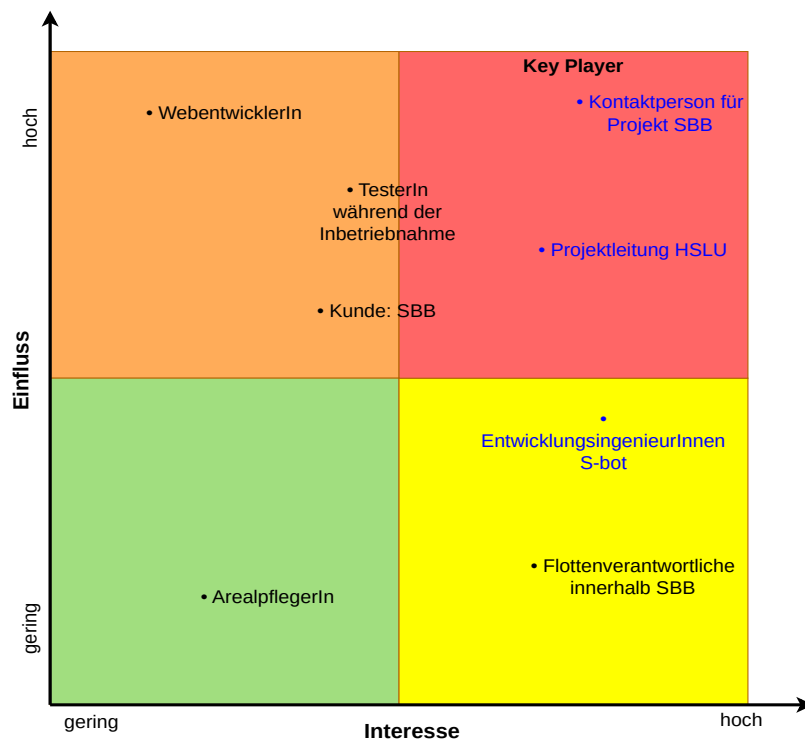 Key Player
• Kontaktperson für
Projekt SBB
• WebentwicklerIn
• TesterIn
während der
Inbetriebnahme
• Projektleitung HSLU
• Kunde: SBB
•
EntwicklungsingenieurInnen
S-bot
• Flottenverantwortliche
innerhalb SBB
• ArealpflegerIn
hoch
Einfluss
gering
gering
Interesse
hoch